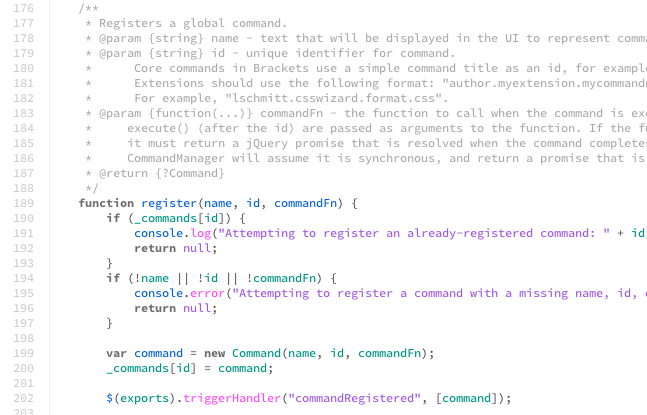 176 /**
177 * Registers a global command.
178 * @param {string} name - text that will be displayed in the UI to represent
179 * @param {string} id - unique identifier for command.
180 * Core commands in Brackets use a simple command title as an id, for
181 * Extensions should use the following format: "author.myextension.
182 * For example, "lschmitt.csswizard.format.css".
183 * @param {function(...)} commandFn - the function to call when the command is
184 * execute() (after the id) are passed as arguments to the function. If the
185 * it must return a jQuery promise that is resolved when the command
186 * CommandManager will assume it is synchronous, and return a promise that is
187 * @return {?Command}
188 */
189 function register(name, id, commandFn) {
190 if (_commands[id]) {
191 console.log("Attempting to register an already-registered command: " + id
192 return null;
193 }
194 if (!name || !id || !commandFn) {
195 console.error("Attempting to register a command with a missing name, id,
196 return null;
197 }
198
199 var command = new Command(name, id, commandFn);
200 _commands[id] = command;
201
202 $(exports).triggerHandler("commandRegistered", [command]);
203